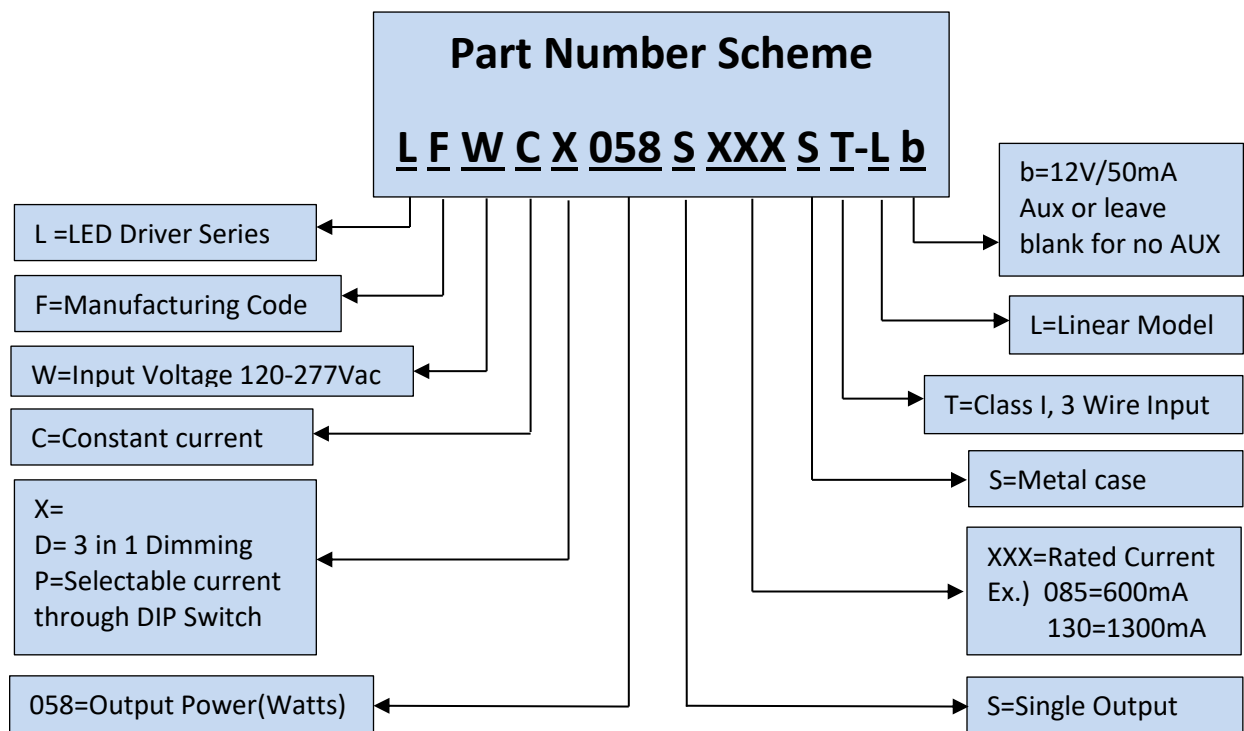 Part Number Scheme
L F W C X 058 S XXX S T-L b
L =LED Driver Series
F=Manufacturing Code
W=Input Voltage 120-277Vac
C=Constant current
X=
D= 3 in 1 Dimming
P=Selectable current
through DIP Switch
058=Output Power(Watts)
b=12V/50mA
Aux or leave
blank for no AUX
L=Linear Model
T=Class I, 3 Wire Input
S=Metal case
XXX=Rated Current
Ex.) 085=600mA
130=1300mA
S=Single Output